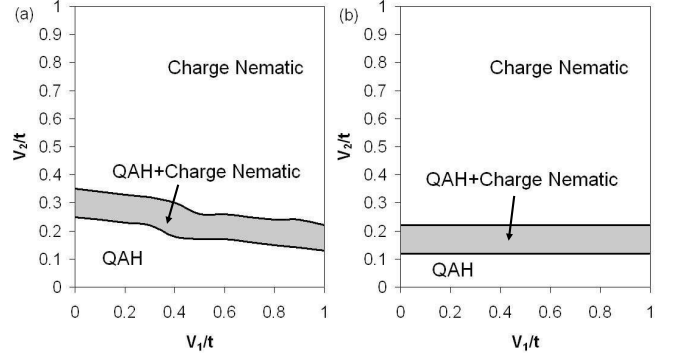 (a)
1
0.9
0.8
0.7
0.6
0.5
0.4
0.3
0.2
0.1
0
V₂/t
Charge Nematic
QAH+Charge Nematic
QAH
0 0.2 0.4 0.6 0.8 1
V₁/t
(b)
1
0.9
0.8
0.7
0.6
0.5
0.4
0.3
0.2
0.1
0
V₂/t
Charge Nematic
QAH+Charge Nematic
QAH
0 0.2 0.4 0.6 0.8 1
V₁/t